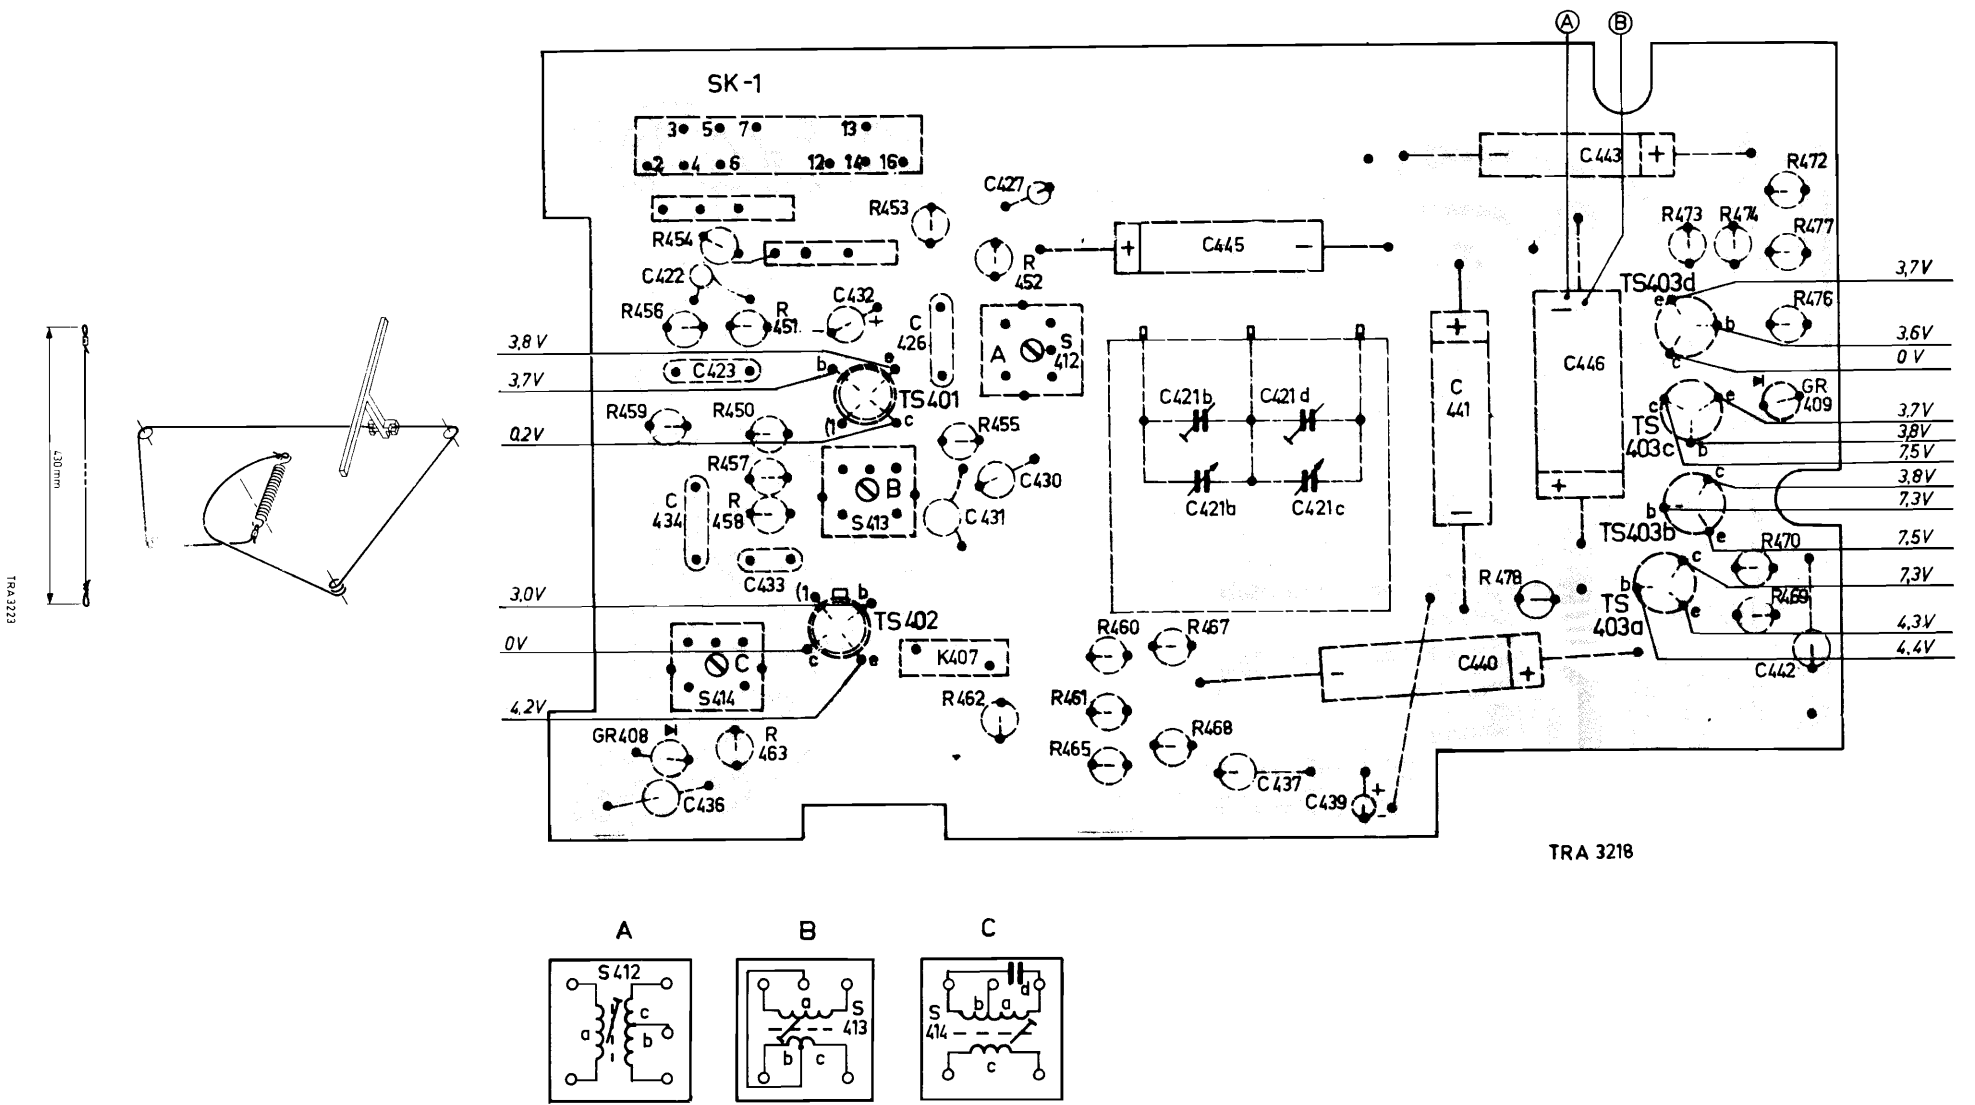 A B
SK-1
3 5 7 13
2 4 6 12 14 16
C443
R472
C427
R453
R473 R474
R477
R454
C445
C422
R
452
TS403d
3,7V
e
R456
R
451
C432
+
C
426
b
R476
3,6V
c
0V
3,8V
A
S
412
C446
3,7V
C423
b e
TS401
(1 c
C421b C421d
C
441
c e
TS
403c
b
GR
409
3,7V
3,8V
7,5V
R459 R450
R455
0,2V
430mm
R457
C430
B
S413
C
434
R
458
C431
C421a C421c
c
b
TS403b
e
3,8V
7,3V
7,5V
R470
C433
R478
c
b
TS
403a
e
7,3V
R469
TRA 3223
3,0V
(1 b
TS402
c e
0V
4,3V
4,4V
R460 R467
K407
C440
C442
C
S414
4,2V
R462
R461
GR408
R
463
R465
R468
C436
C437
C439
+
-
TRA 3218
A B C
S412
a c b
a
S
413
b c
d
b a
S
414
c